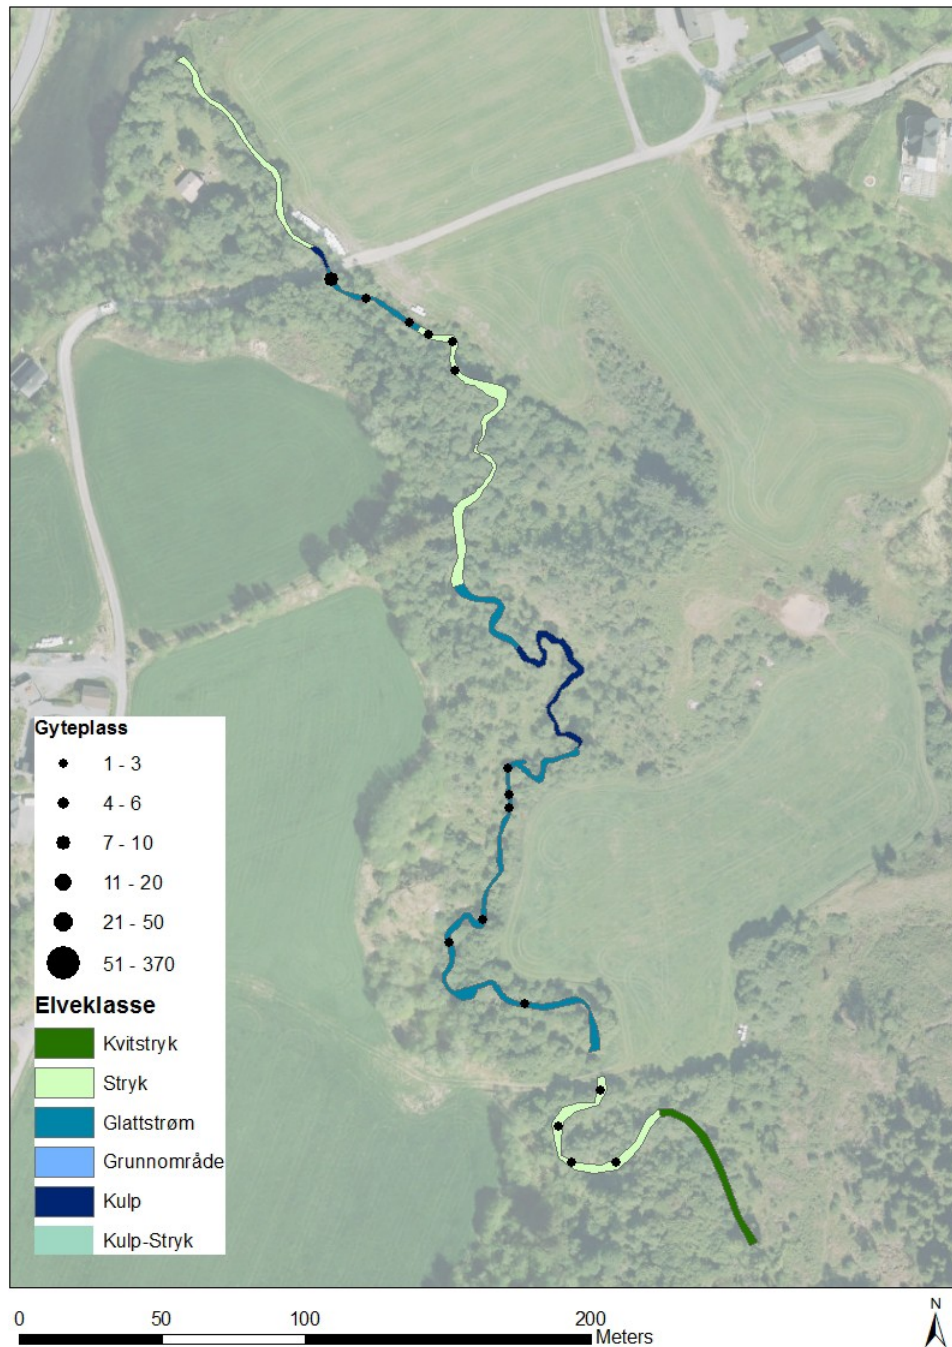 Gyteplass
1 - 3
4 - 6
7 - 10
11 - 20
21 - 50
51 - 370
Elveklasse
Kvitstryk
Stryk
Glattstrøm
Grunnområde
Kulp
Kulp-Stryk
0 50 100 200
Meters
N